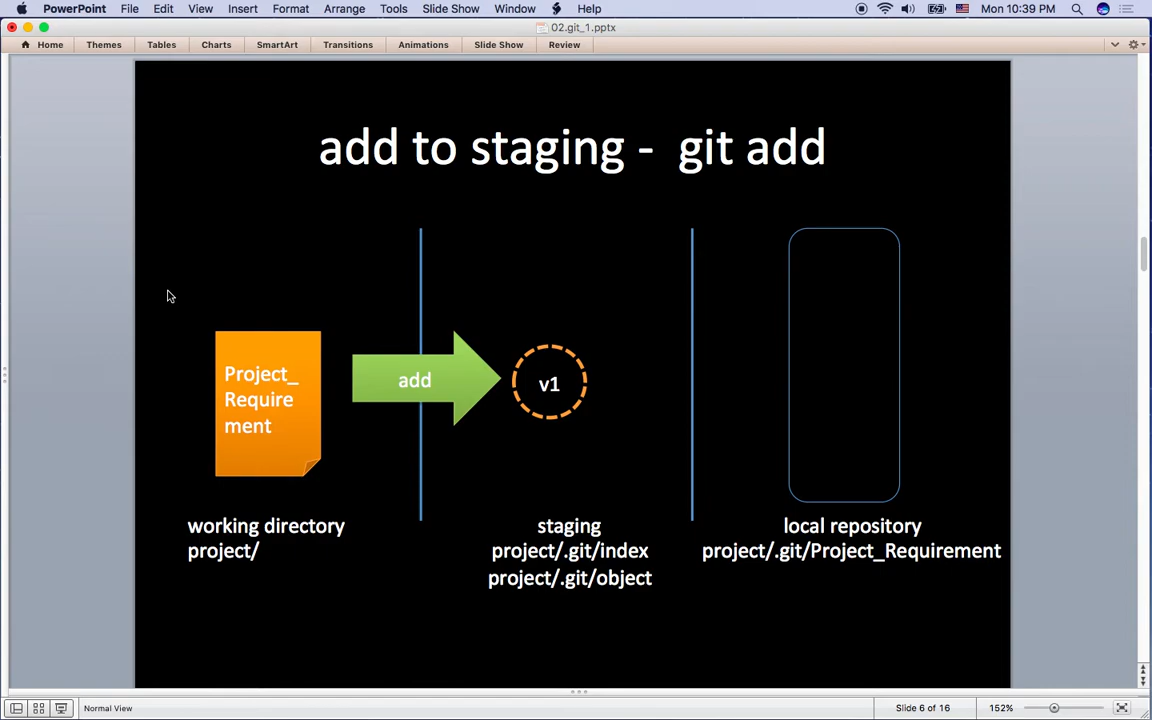 PowerPoint File Edit View Insert Format Arrange Tools Slide Show Window Help Mon 10:39 PM
02.git_1.pptx
Home Themes Tables Charts SmartArt Transitions Animations Slide Show Review
add to staging - git add
Project_
Require
ment
add
v1
working directory
project/
staging
project/.git/index
project/.git/object
local repository
project/.git/Project_Requirement
Normal View Slide 6 of 16 152%